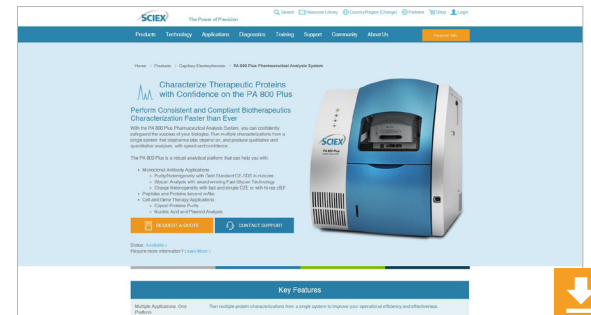 SCIEX
The Power of Precision
Search Resource Library Country/Region (Change) Partners Shop Login
Products Technology Applications Diagnostics Training Support Community About Us
Request Info
Home Products Capillary Electrophoresis PA 800 Plus Pharmaceutical Analysis System
Characterize Therapeutic Proteins
with Confidence on the PA 800 Plus
Perform Consistent and Compliant Biotherapeutics
Characterization Faster than Ever
With the PA 800 Plus Pharmaceutical Analysis System, you can confidently
safeguard the success of your biologics. Run multiple characterizations from a
single system that biopharma labs depend on, and produce qualitative and
quantitative analyses, with speed and confidence.
The PA 800 Plus is a robust analytical platform that can help you with:
Monoclonal Antibody Applications
Purity/Heterogeneity with Gold Standard CE-SDS in minutes
Glycan Analysis with award winning Fast Glycan Technology
Charge Heterogeneity with fast and simple CZE or with hi-res cIEF
Peptides and Proteins beyond mAbs
Cell and Gene Therapy Applications
Capsid Proteins Purity
Nucleic Acid and Plasmid Analysis
REQUEST A QUOTE CONTACT SUPPORT
Status: Available
Require more information? Learn More
SCIEX
PA 800 Plus
Key Features
Multiple Applications. One
Platform.
Run multiple protein characterizations from a single system to improve your operational efficiency and effectiveness.